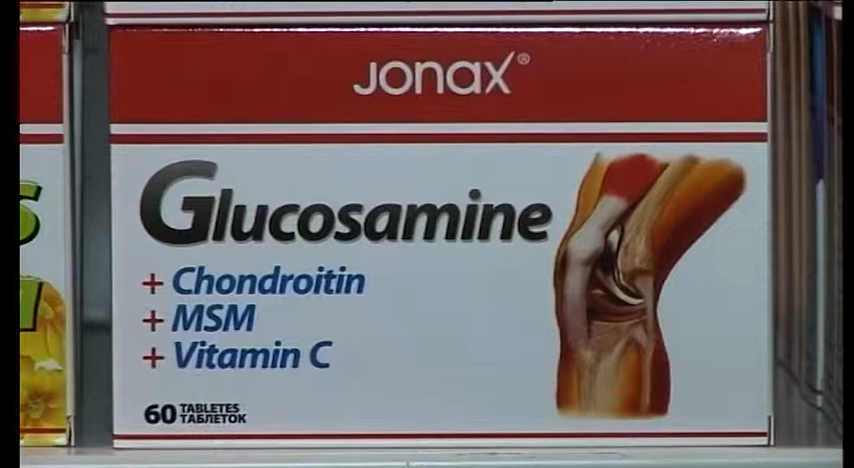 Jonax®
Glucosamine
+ Chondroitin
+ MSM
+ Vitamin C
60 TABLETES
ТАБЛЕТОК